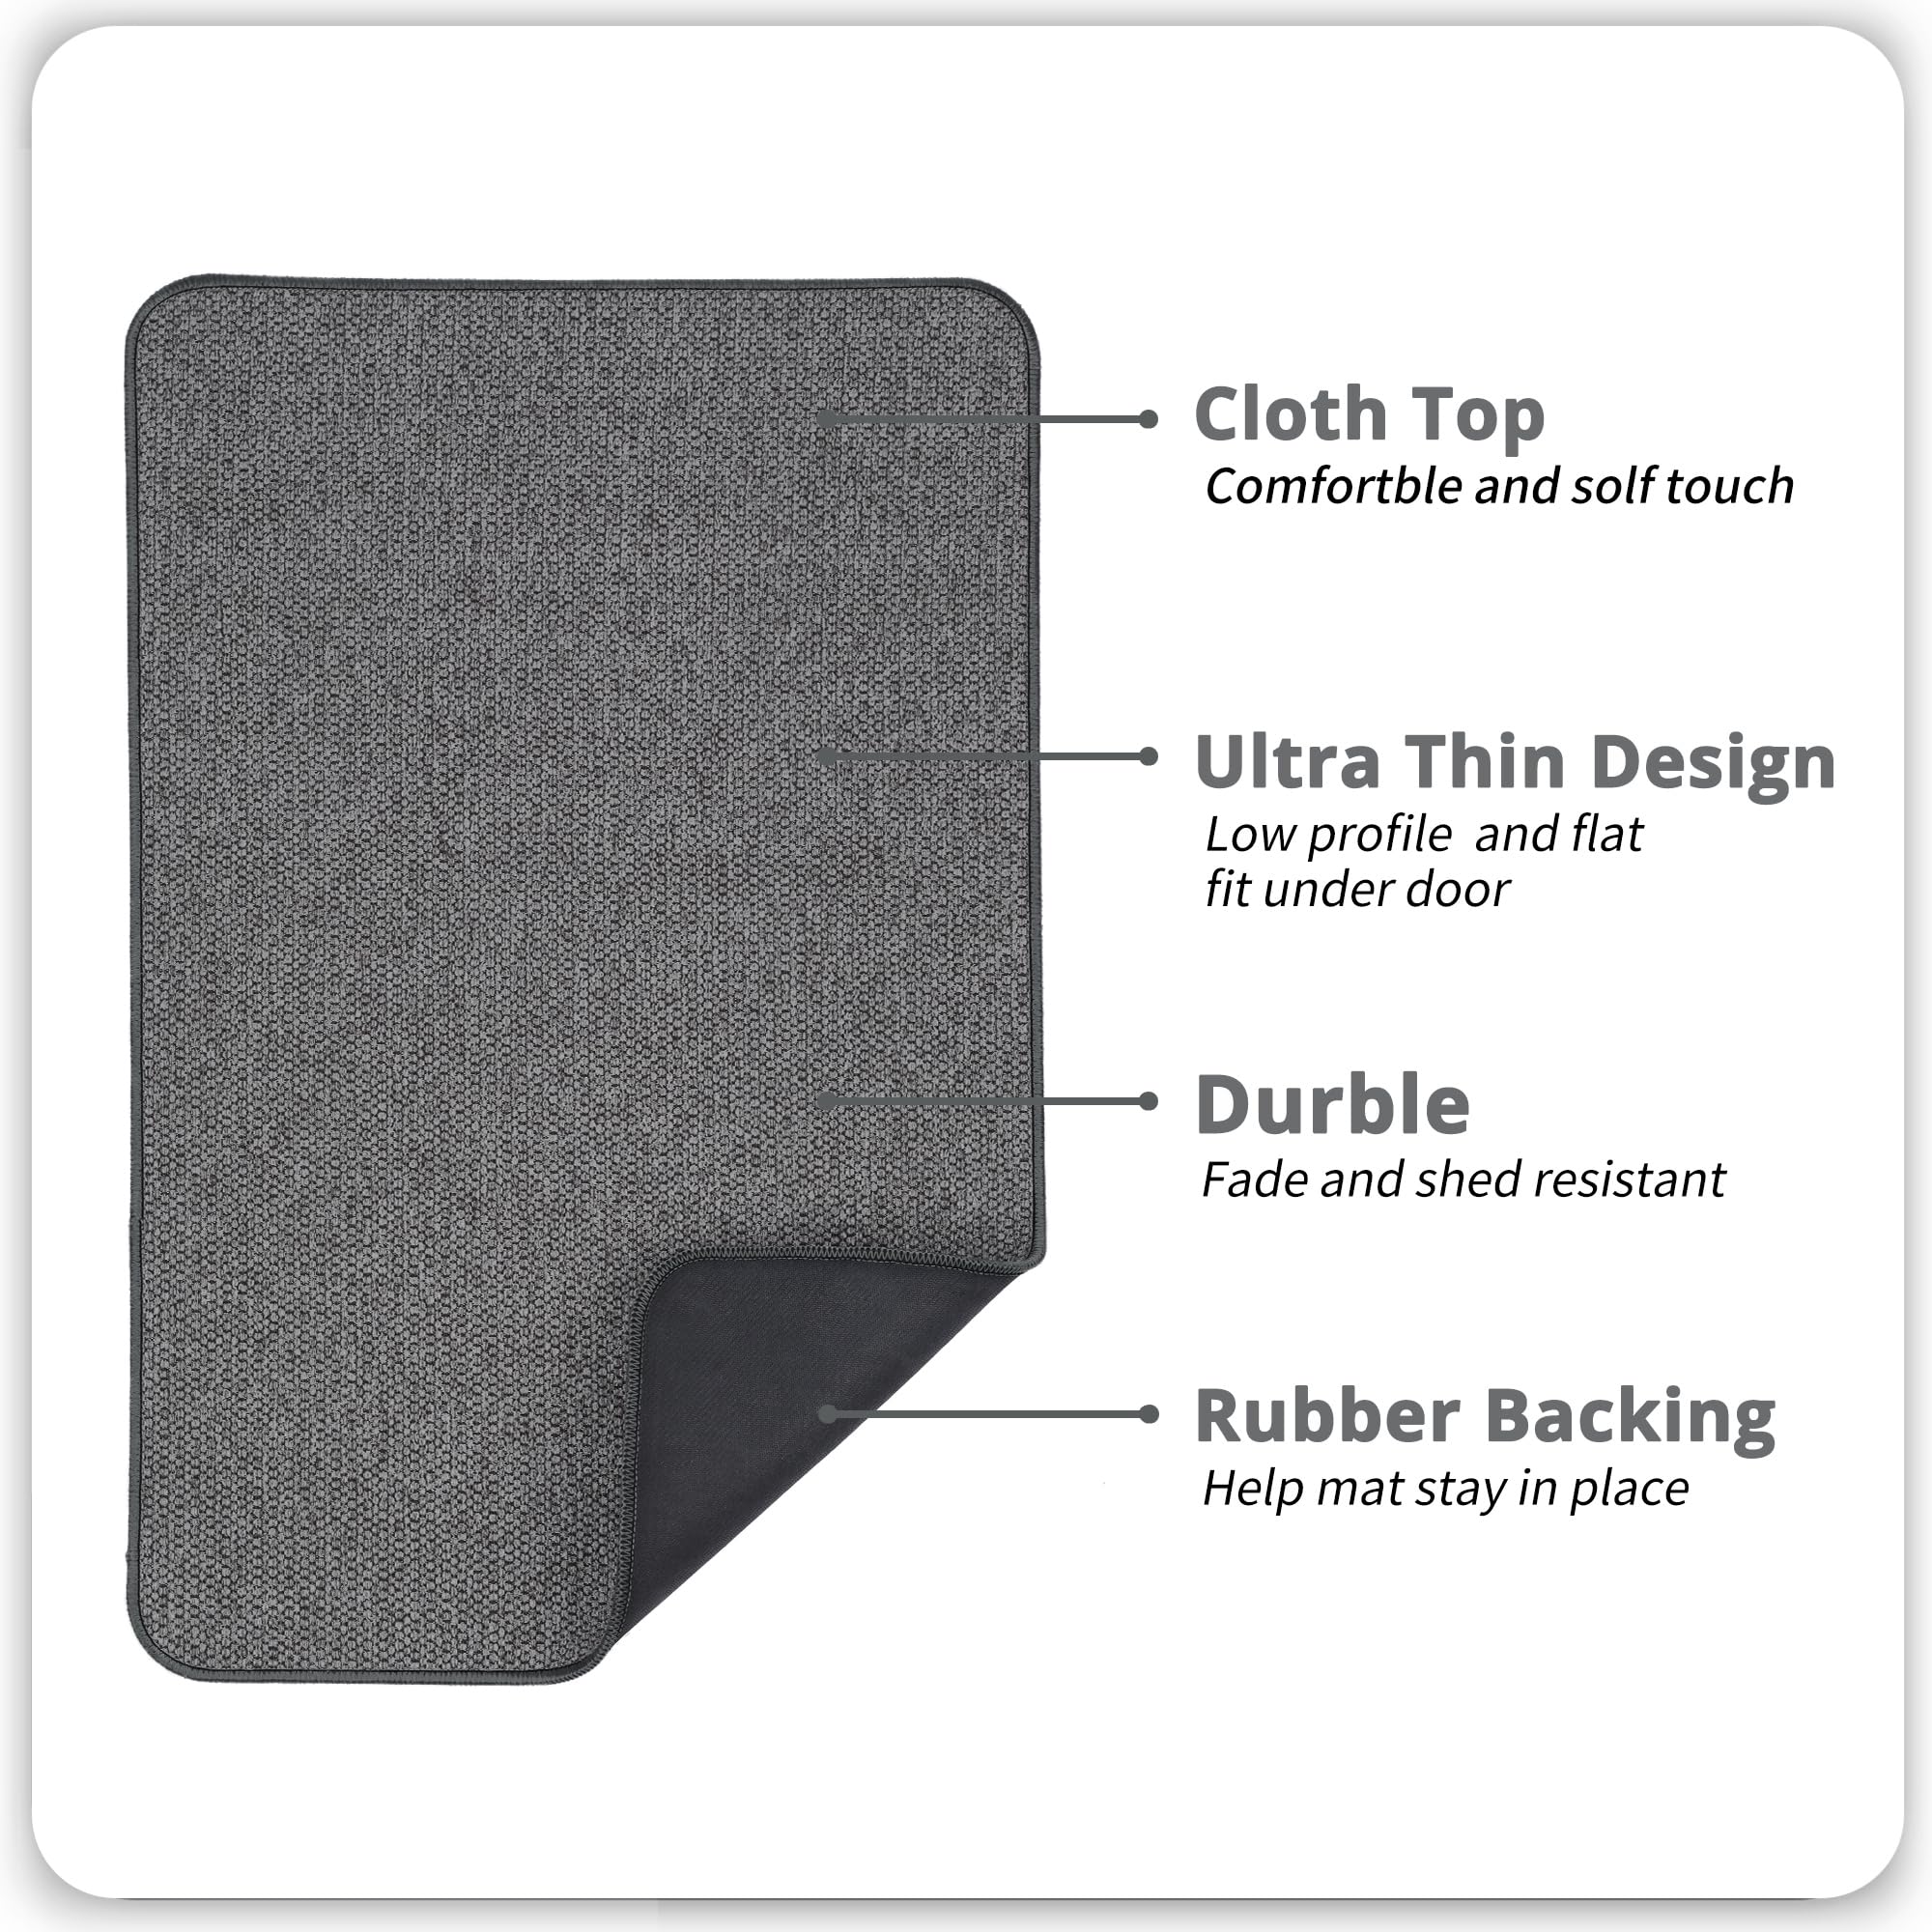 Cloth Top
Comfortble and solf touch
Ultra Thin Design
Low profile  and flat
fit under door
Durble
Fade and shed resistant
Rubber Backing
Help mat stay in place